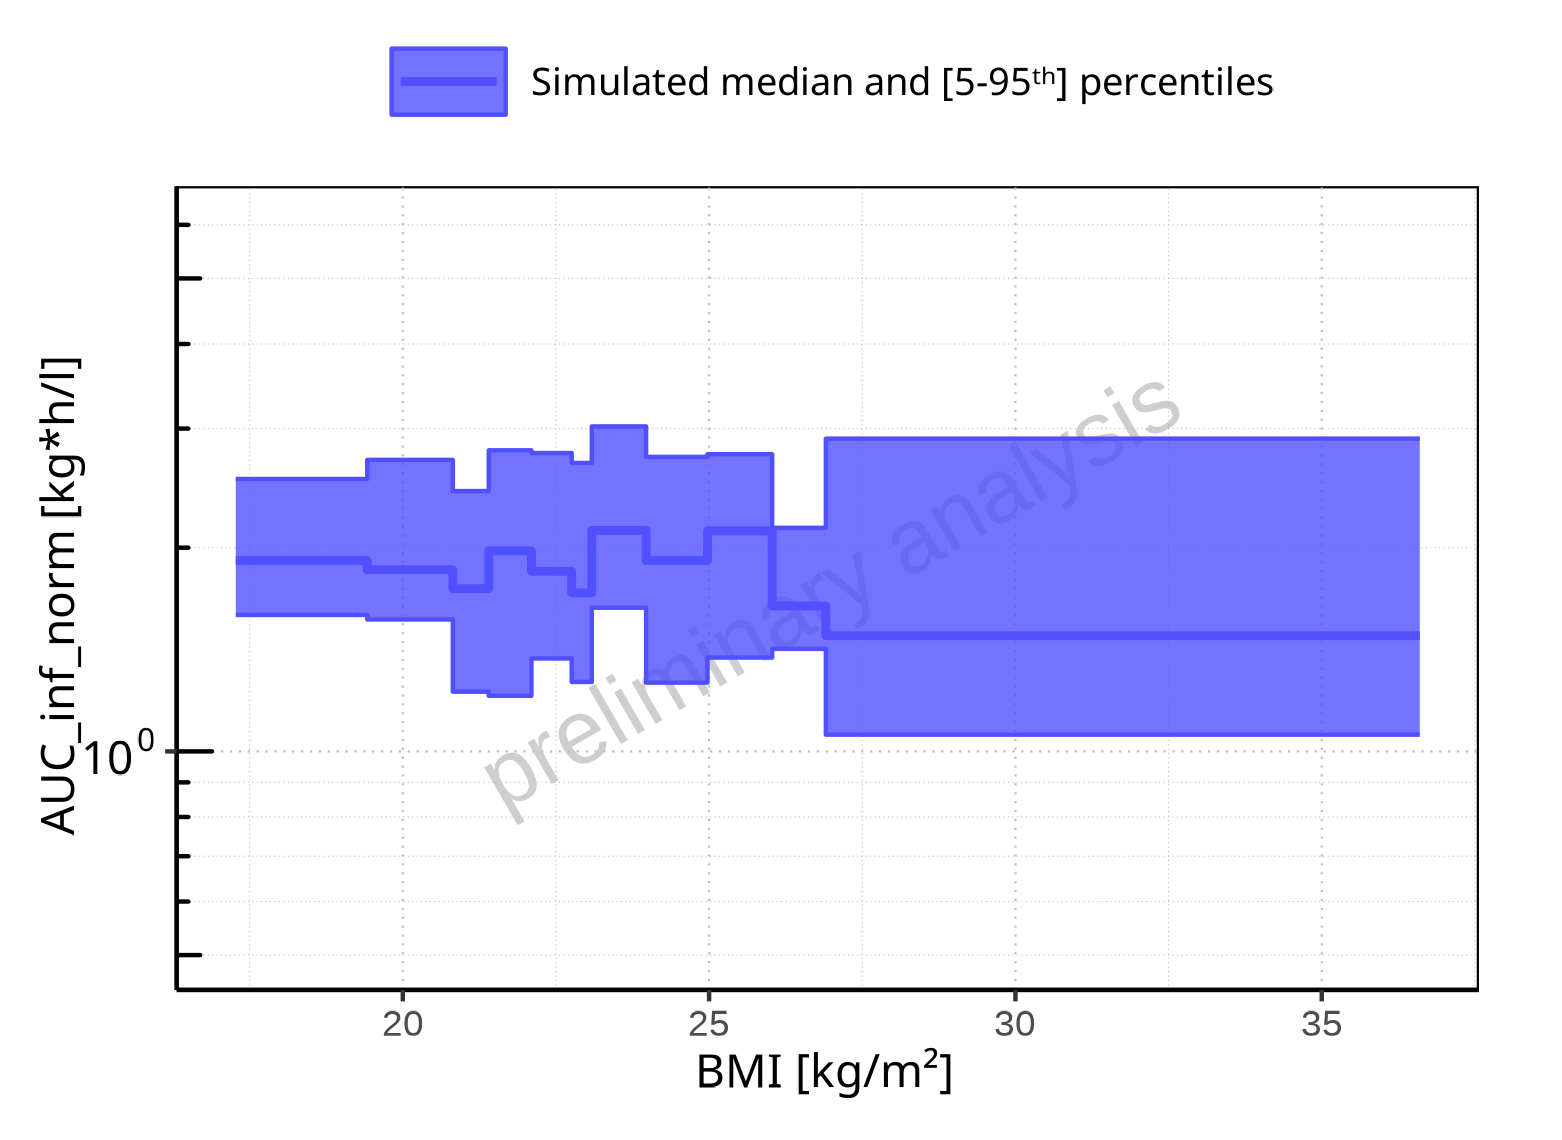 Simulated median and [5-95ᵗʰ] percentiles
AUC_inf_norm [kg*h/l]
10⁰
preliminary analysis
20 25 30 35
BMI [kg/m²]